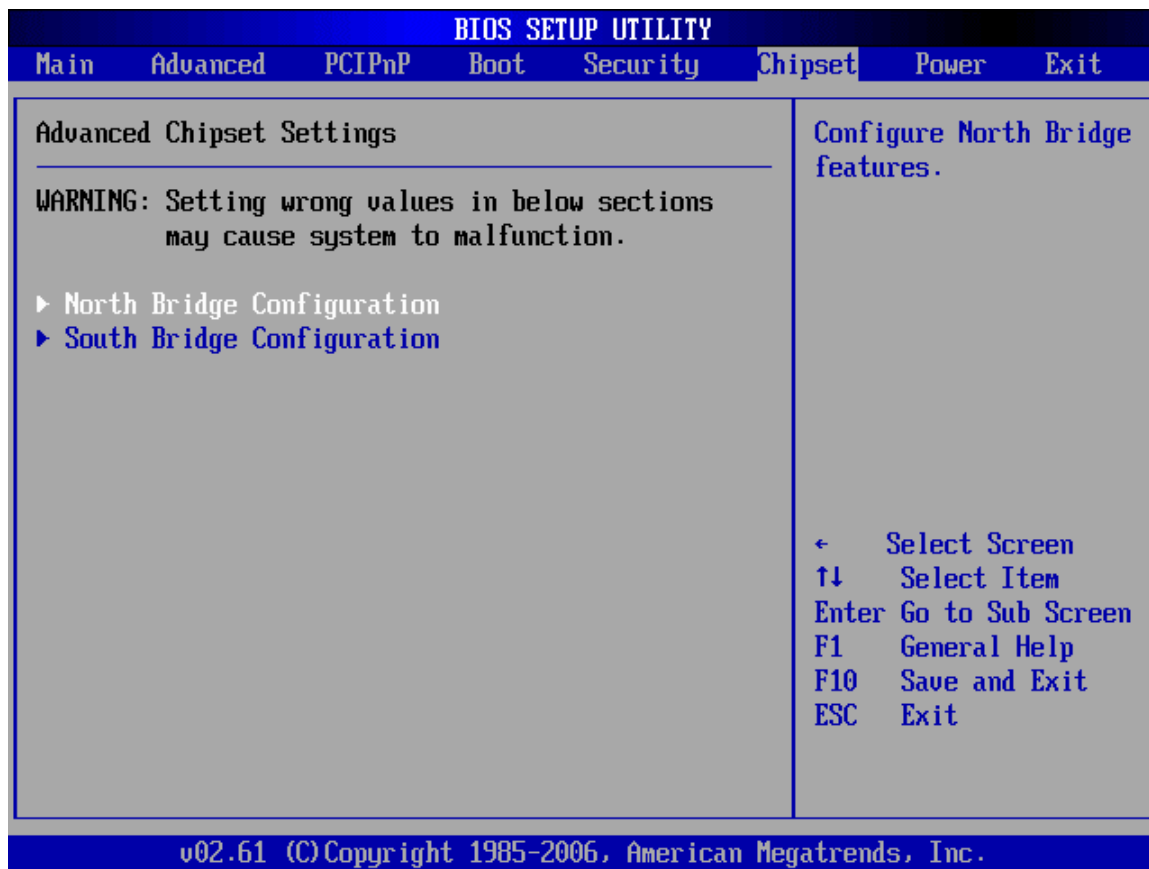 BIOS SETUP UTILITY
Main Advanced PCIPnP Boot Security Chipset Power Exit
Advanced Chipset Settings
WARNING: Setting wrong values in below sections
may cause system to malfunction.
▶ North Bridge Configuration
▶ South Bridge Configuration
Configure North Bridge
features.
← Select Screen
↑↓ Select Item
Enter Go to Sub Screen
F1 General Help
F10 Save and Exit
ESC Exit
v02.61 (C)Copyright 1985-2006, American Megatrends, Inc.